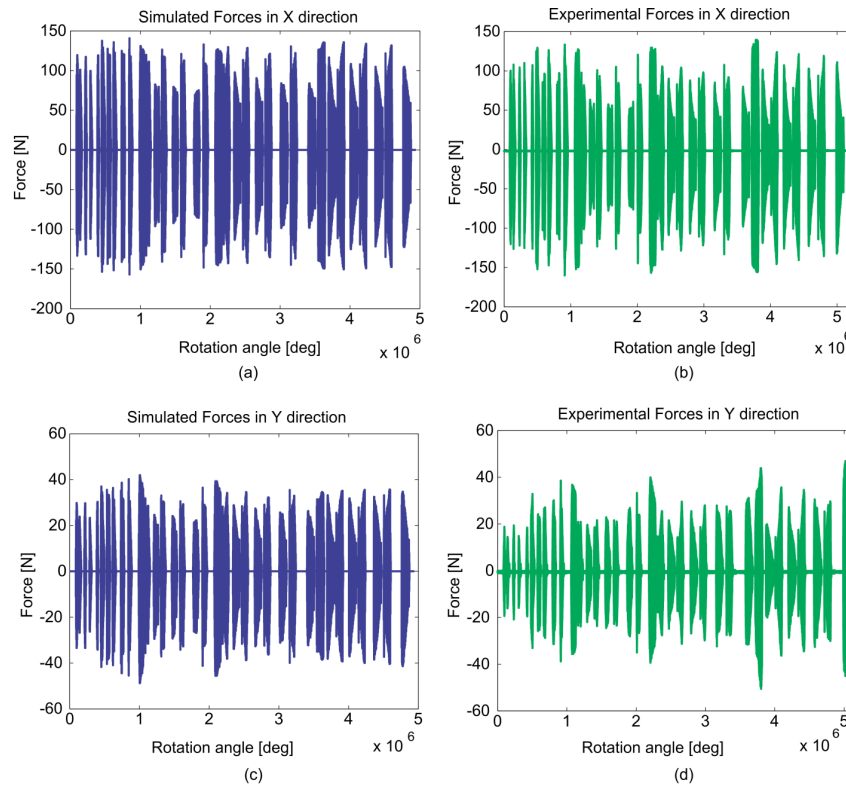 Simulated Forces in X direction
150
100
50
0
-50
-100
-150
-200
Force [N]
0 1 2 3 4 5
Rotation angle [deg]
x 10 6
(a)
Experimental Forces in X direction
150
100
50
0
-50
-100
-150
-200
Force [N]
0 1 2 3 4 5
Rotation angle [deg]
x 10
(b)
Simulated Forces in Y direction
60
40
20
0
-20
-40
-60
Force [N]
0 1 2 3 4 5
Rotation angle [deg]
x 10 6
(c)
Experimental Forces in Y direction
60
40
20
0
-20
-40
-60
Force [N]
0 1 2 3 4 5
Rotation angle [deg]
x 10 6
(d)